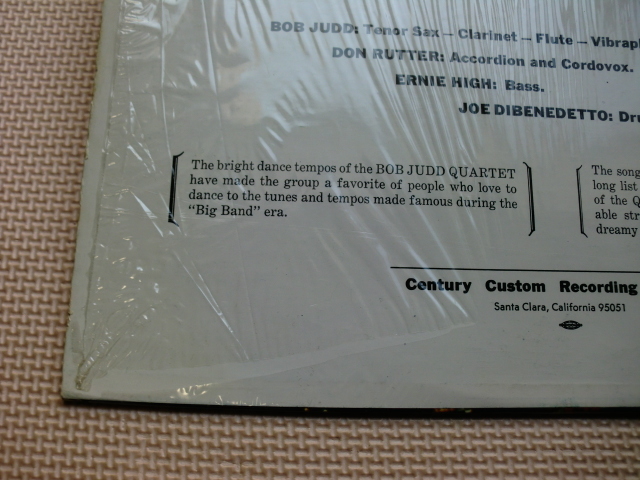 BOB JUDD: Tenor Sax — Clarinet — Flute —
DON RUTTER: Accordion and Cordovox.
ERNIE HIGH: Bass.
JOE DIBENEDETTO:
The bright dance tempos of the BOB JUDD QUARTET
have made the group a favorite of people who love to
dance to the tunes and tempos made famous during the
"Big Band" era.
The song
long list
of the Q
able str
dreamy
Century Custom Recording
Santa Clara, California 95051